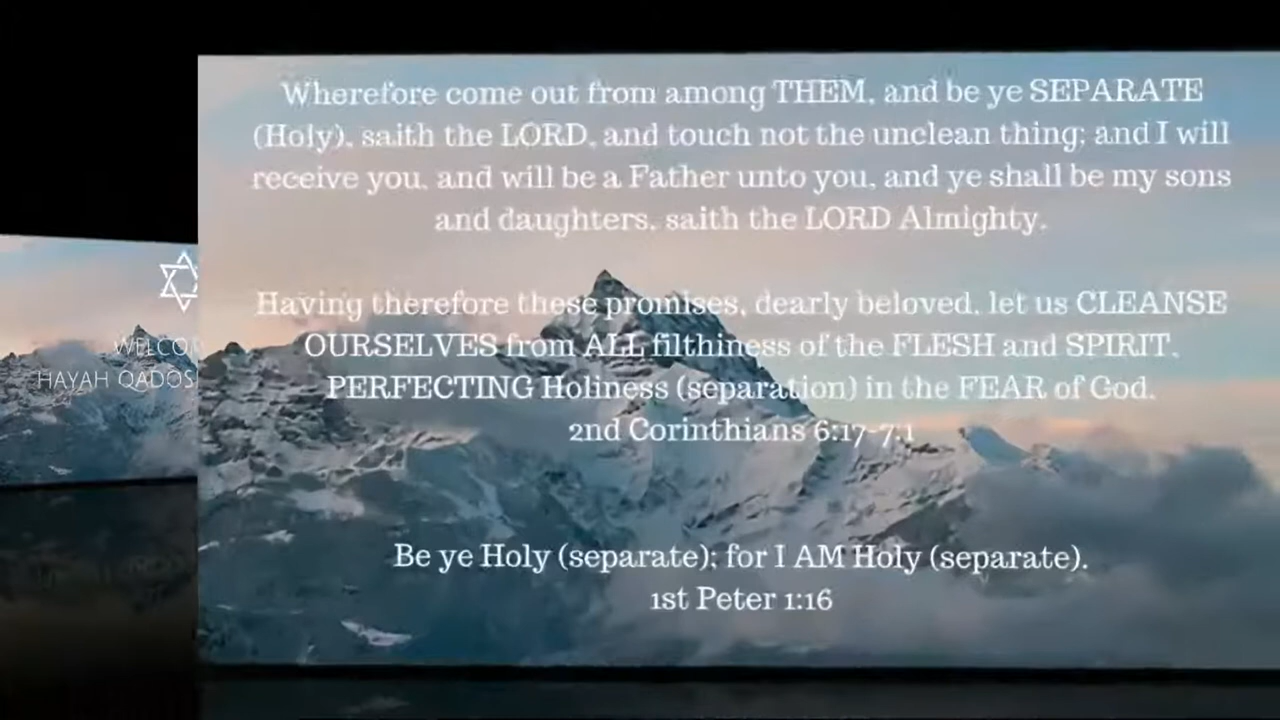 Wherefore come out from among THEM, and be ye SEPARATE
(Holy), saith the LORD, and touch not the unclean thing; and I will
receive you, and will be a Father unto you, and ye shall be my sons
and daughters, saith the LORD Almighty.
Having therefore these promises, dearly beloved, let us CLEANSE
OURSELVES from ALL filthiness of the FLESH and SPIRIT,
PERFECTING Holiness (separation) in the FEAR of God.
2nd Corinthians 6:17-7:1
Be ye Holy (separate); for I AM Holy (separate).
1st Peter 1:16
HAYAH